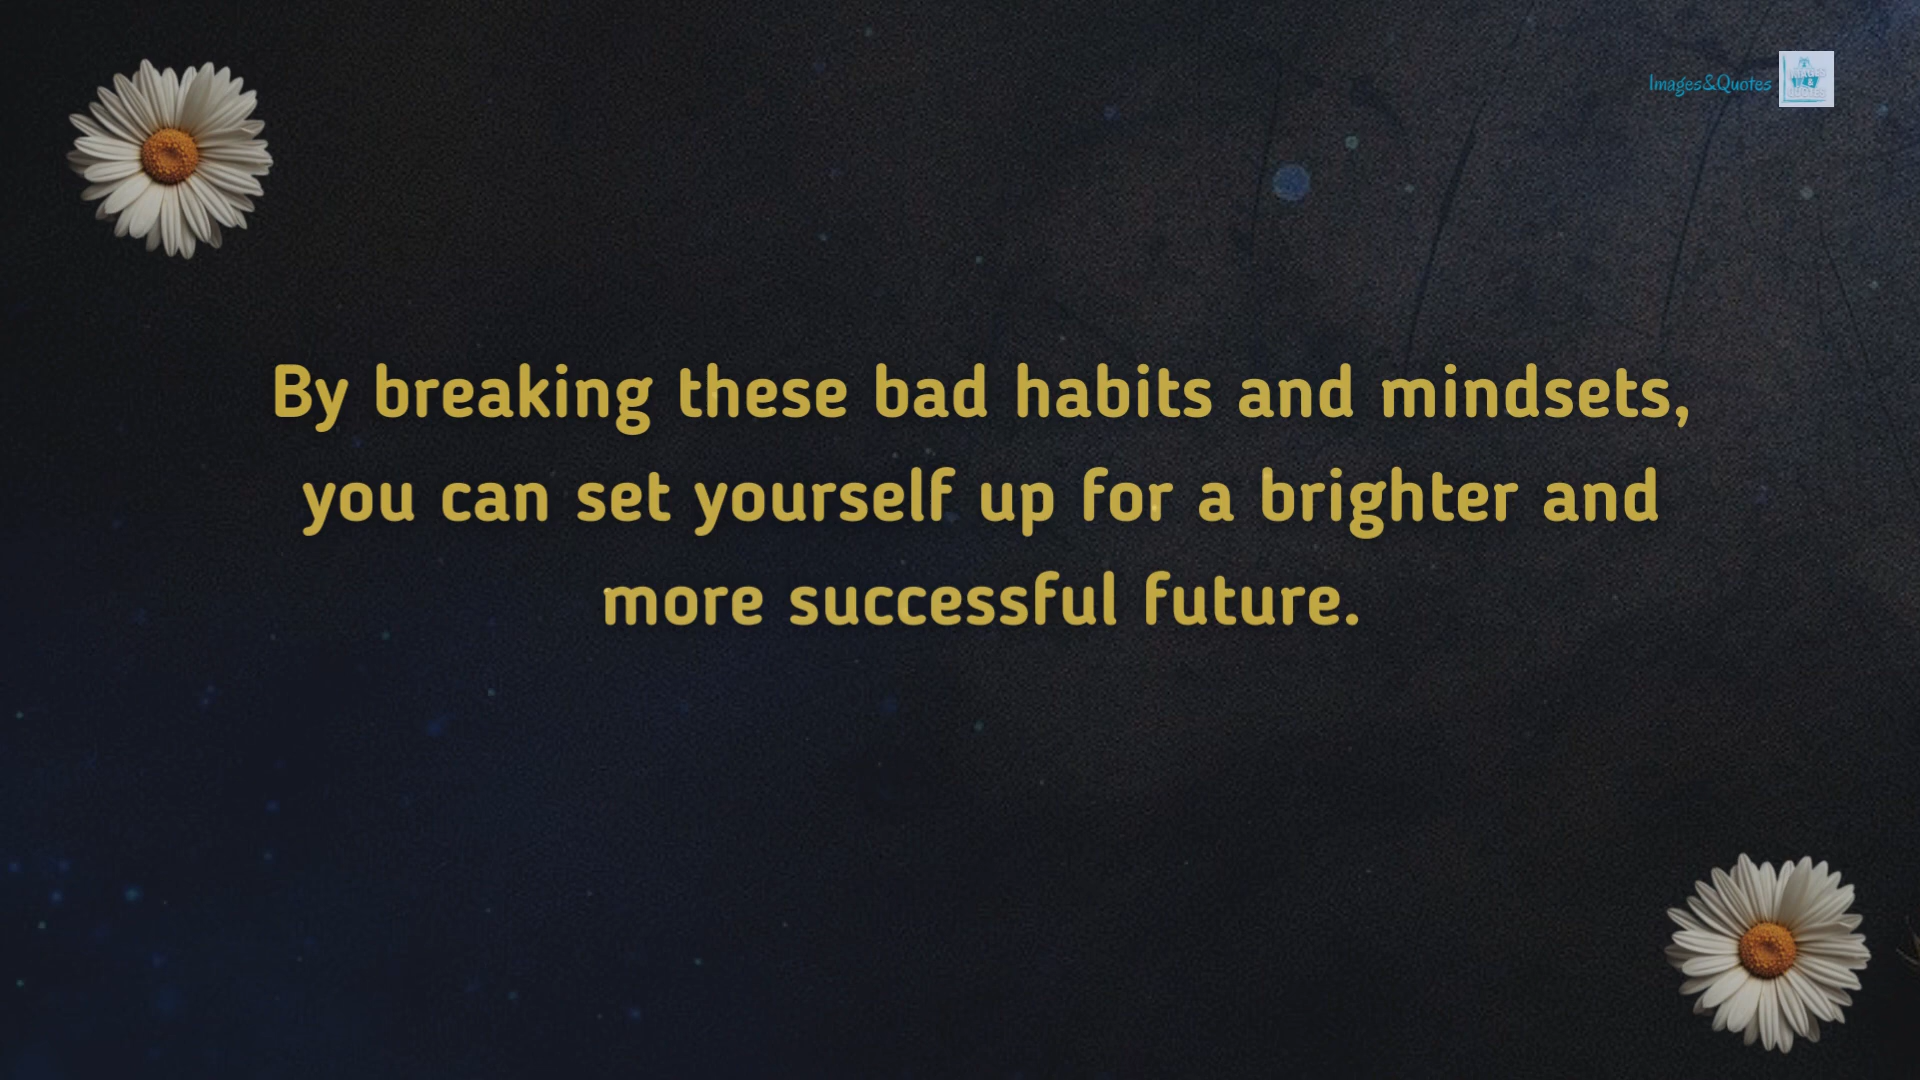 Images&Quotes
By breaking these bad habits and mindsets,
you can set yourself up for a brighter and
more successful future.